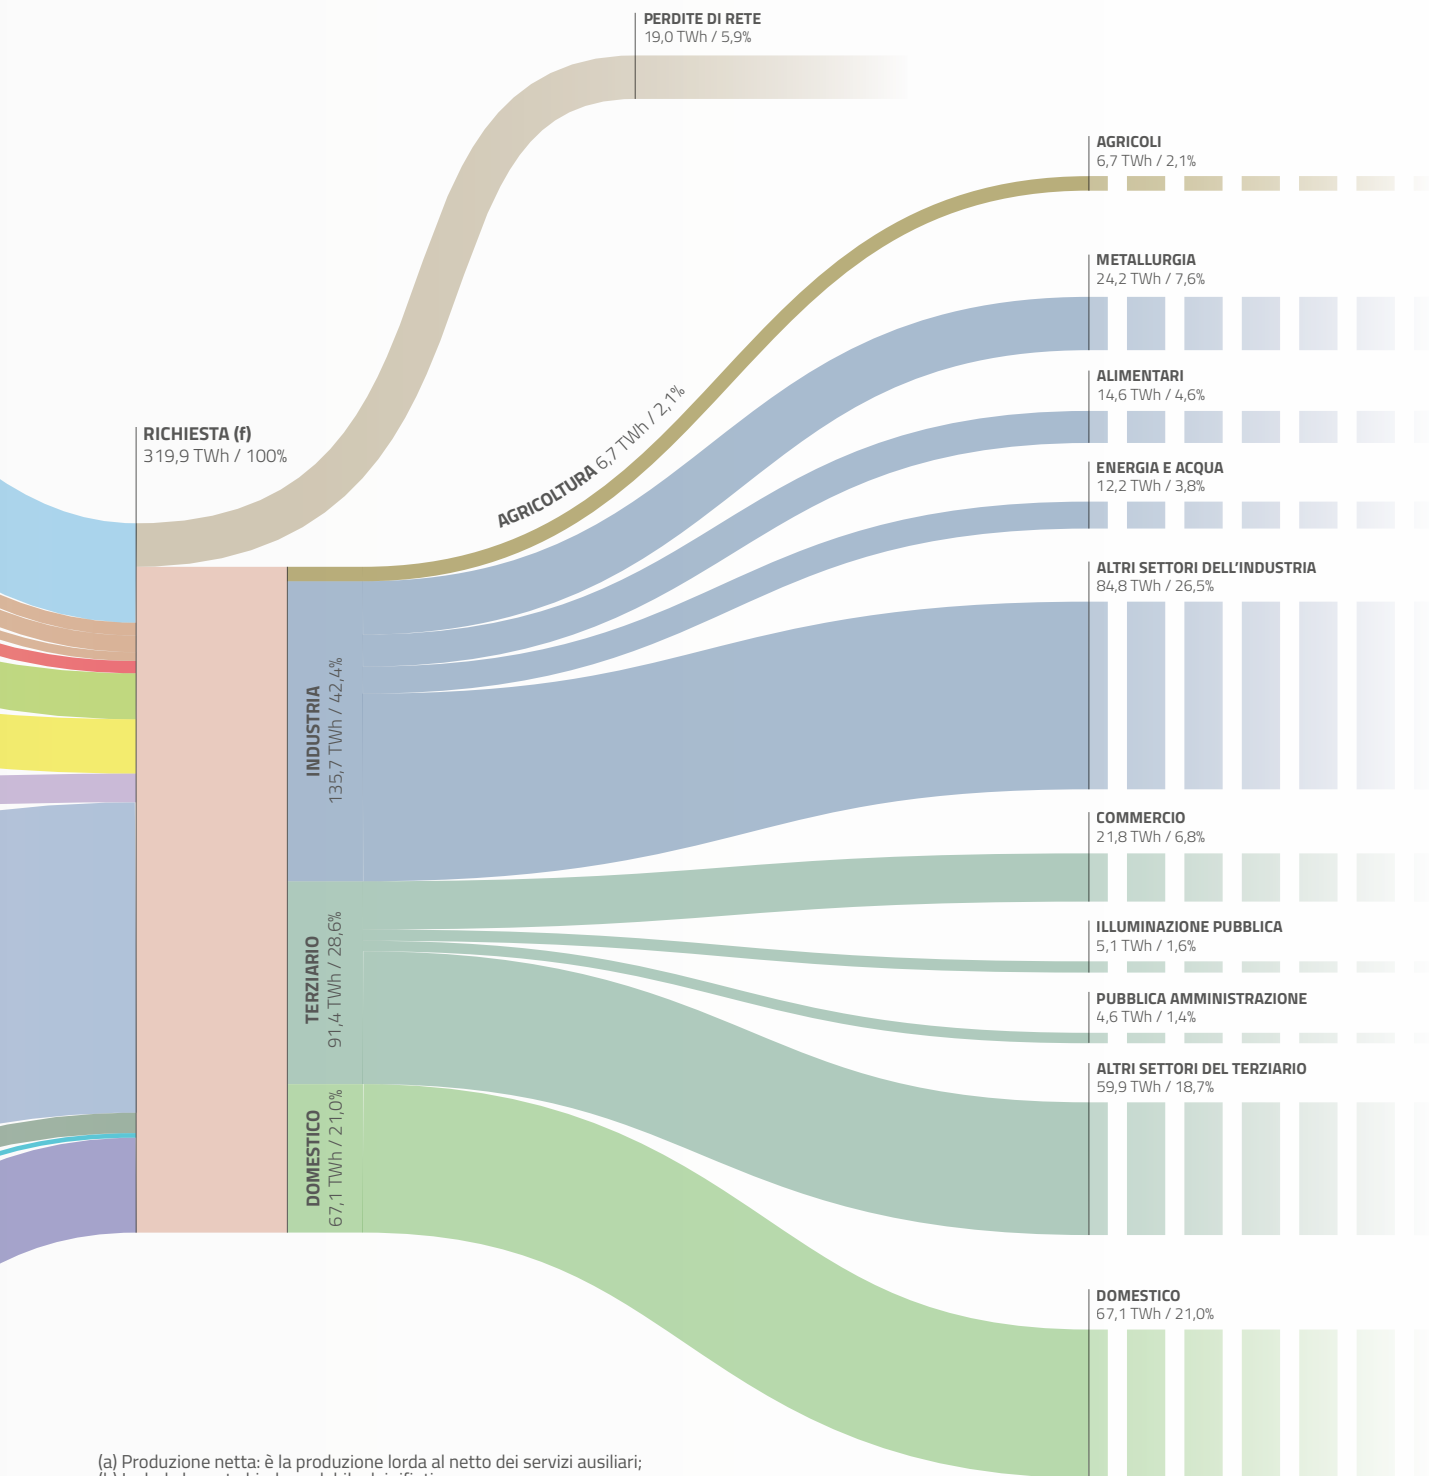 PERDITE DI RETE
19,0 TWh / 5,9%
AGRICOLI
6,7 TWh / 2,1%
METALLURGIA
24,2 TWh / 7,6%
ALIMENTARI
14,6 TWh / 4,6%
RICHIESTA (f)
319,9 TWh / 100%
AGRICOLTURA 6,7 TWh / 2,1%
ENERGIA E ACQUA
12,2 TWh / 3,8%
ALTRI SETTORI DELL'INDUSTRIA
84,8 TWh / 26,5%
INDUSTRIA
135,7 TWh / 42,4%
COMMERCIO
21,8 TWh / 6,8%
TERZIARIO
91,4 TWh / 28,6%
ILLUMINAZIONE PUBBLICA
5,1 TWh / 1,6%
PUBBLICA AMMINISTRAZIONE
4,6 TWh / 1,4%
ALTRI SETTORI DEL TERZIARIO
59,9 TWh / 18,7%
DOMESTICO
67,1 TWh / 21,0%
DOMESTICO
67,1 TWh / 21,0%
(a) Produzione netta: è la produzione lorda al netto dei servizi ausiliari;